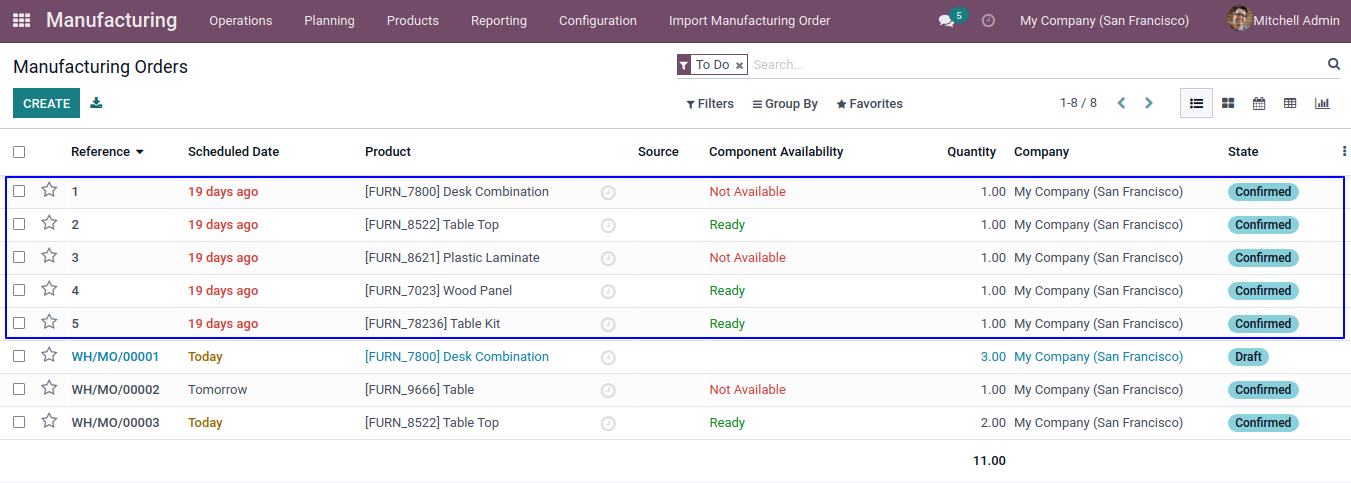 Manufacturing Operations Planning Products Reporting Configuration Import Manufacturing Order 5 My Company (San Francisco) Mitchell Admin
Manufacturing Orders To Do Search...
CREATE Filters Group By Favorites 1-8 / 8
Reference Scheduled Date Product Source Component Availability Quantity Company State
1 19 days ago [FURN_7800] Desk Combination Not Available 1.00 My Company (San Francisco) Confirmed
2 19 days ago [FURN_8522] Table Top Ready 1.00 My Company (San Francisco) Confirmed
3 19 days ago [FURN_8621] Plastic Laminate Not Available 1.00 My Company (San Francisco) Confirmed
4 19 days ago [FURN_7023] Wood Panel Ready 1.00 My Company (San Francisco) Confirmed
5 19 days ago [FURN_78236] Table Kit Ready 1.00 My Company (San Francisco) Confirmed
WH/MO/00001 Today [FURN_7800] Desk Combination 3.00 My Company (San Francisco) Draft
WH/MO/00002 Tomorrow [FURN_9666] Table Not Available 1.00 My Company (San Francisco) Confirmed
WH/MO/00003 Today [FURN_8522] Table Top Ready 2.00 My Company (San Francisco) Confirmed
11.00